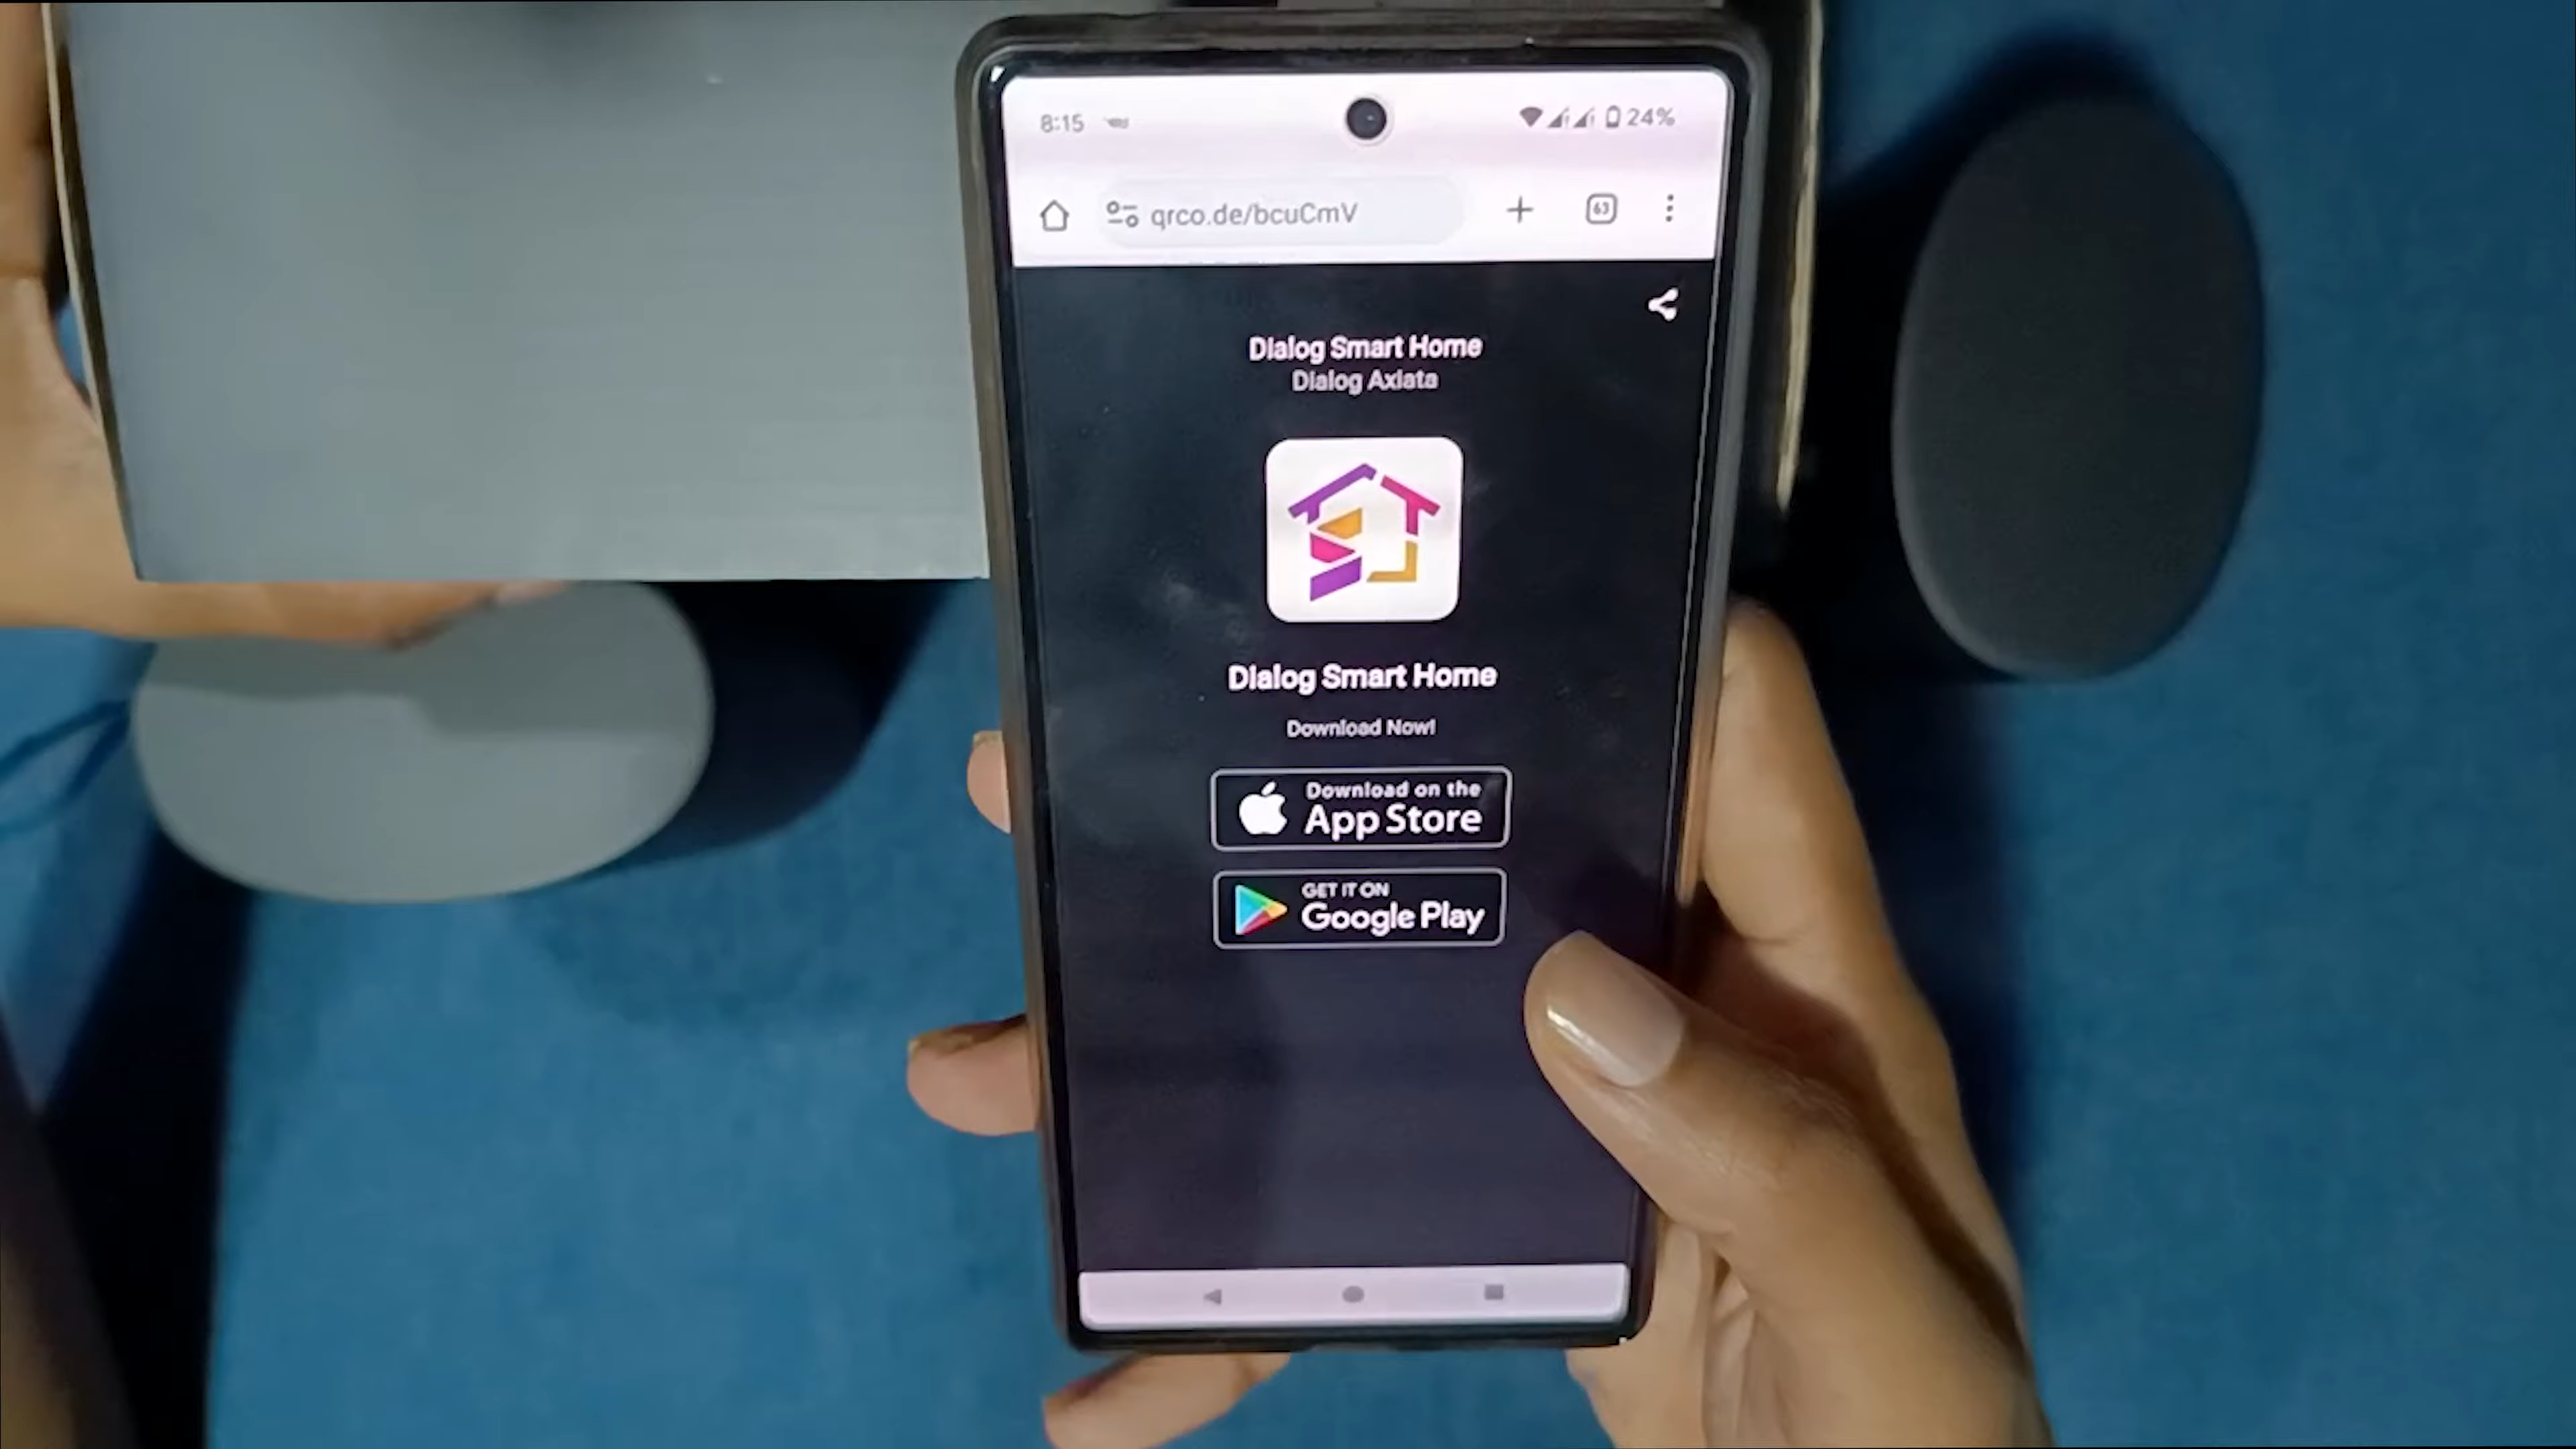 8:15
24%
qrco.de/bcuCmV
63
Dialog Smart Home
Dialog Axiata
Dialog Smart Home
Download Now!
Download on the
App Store
GET IT ON
Google Play